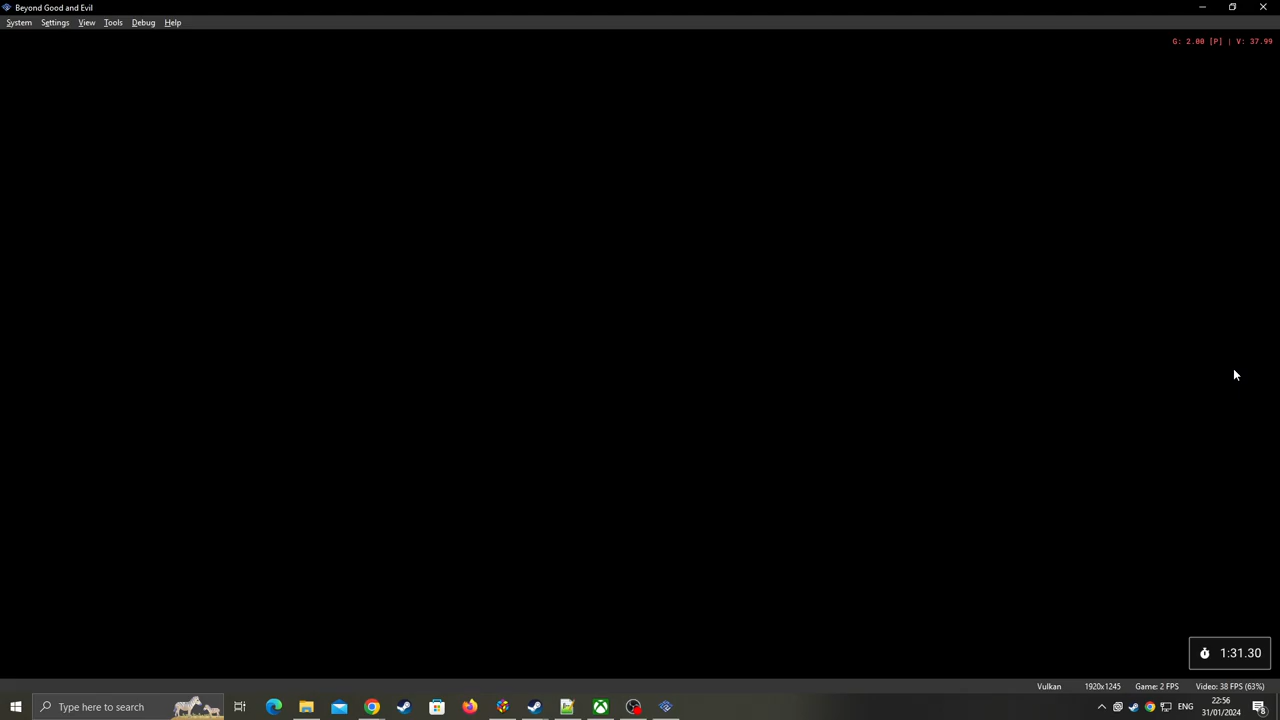 Beyond Good and Evil
System Settings View Tools Debug Help
G: 2.00 [P] | V: 37.99
1:31.30
Vulkan 1920x1245 Game: 2 FPS Video: 38 FPS (63%)
Type here to search
ENG
22:56
31/01/2024
8